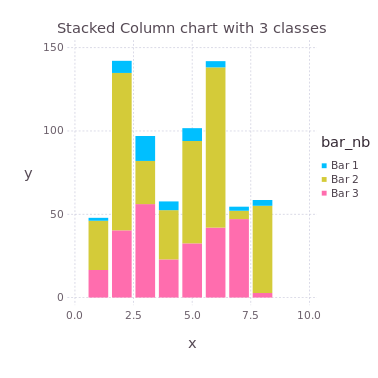 Stacked Column chart with 3 classes
150
100
50
0
y
0.0 2.5 5.0 7.5 10.0
x
bar_nb
Bar 1
Bar 2
Bar 3